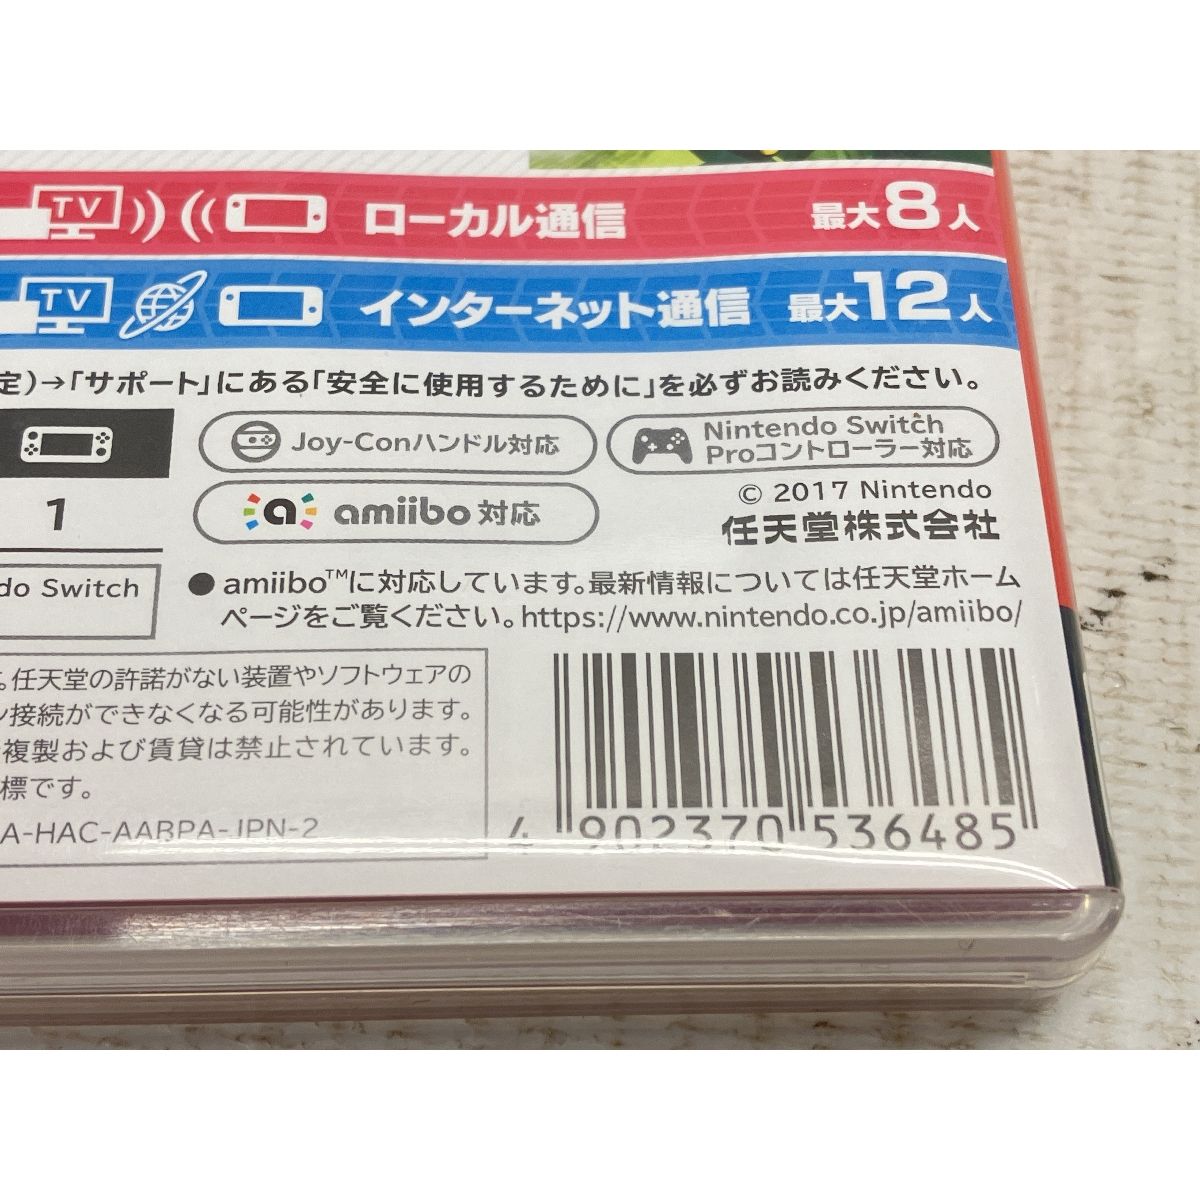 TV ローカル通信 最大8人
TV インターネット通信 最大12人
定)→「サポート」にある「安全に使用するために」を必ずお読みください。
Joy-Conハンドル対応
Nintendo Switch
Proコントローラー対応
1
amiibo 対応
© 2017 Nintendo
任天堂株式会社
do Switch
●amiibo™に対応しています。最新情報については任天堂ホーム
ページをご覧ください。https://www.nintendo.co.jp/amiibo/
。任天堂の許諾がない装置やソフトウェアの
ン接続ができなくなる可能性があります。
複製および賃貸は禁止されています。
標です。
A-HAC-AABPA-JPN-2
4 902370 536485